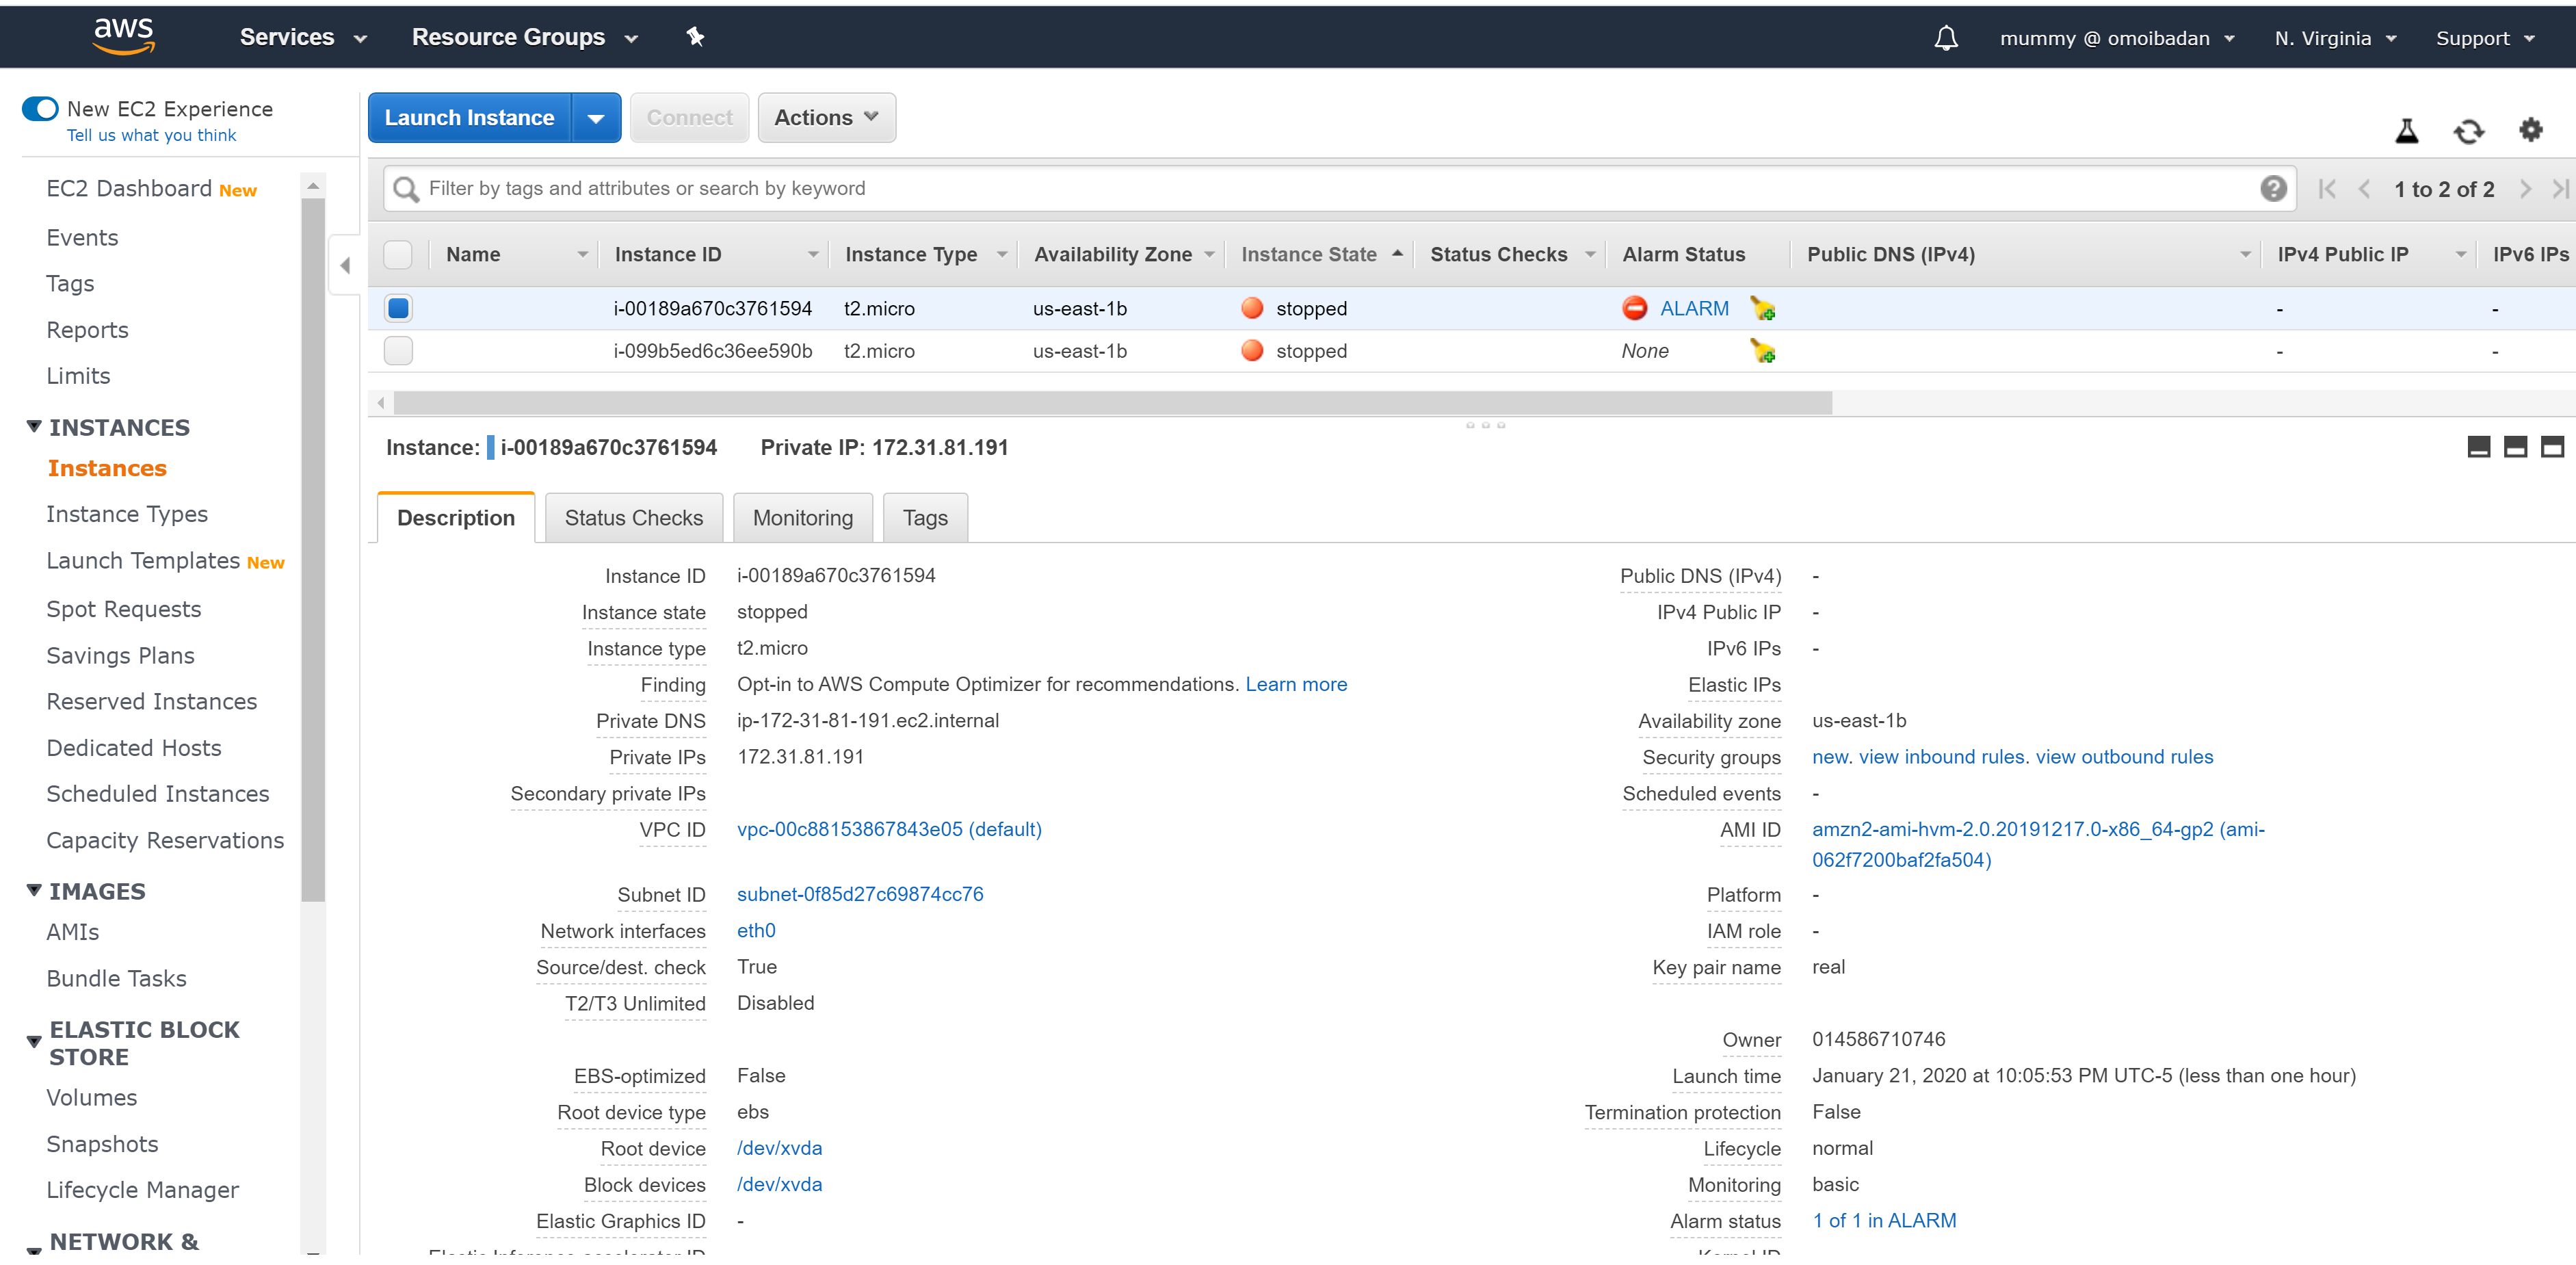 aws
Services
Resource Groups
mummy @ omoibadan
N. Virginia
Support
New EC2 Experience
Tell us what you think
EC2 Dashboard New
Events
Tags
Reports
Limits
INSTANCES
Instances
Instance Types
Launch Templates New
Spot Requests
Savings Plans
Reserved Instances
Dedicated Hosts
Scheduled Instances
Capacity Reservations
IMAGES
AMIs
Bundle Tasks
ELASTIC BLOCK
STORE
Volumes
Snapshots
Lifecycle Manager
NETWORK &
Launch Instance
Connect
Actions
Filter by tags and attributes or search by keyword
1 to 2 of 2
Name Instance ID Instance Type Availability Zone Instance State Status Checks Alarm Status Public DNS (IPv4) IPv4 Public IP IPv6 IPs
i-00189a670c3761594 t2.micro us-east-1b stopped ALARM - -
i-099b5ed6c36ee590b t2.micro us-east-1b stopped None - -
Instance: i-00189a670c3761594 Private IP: 172.31.81.191
Description Status Checks Monitoring Tags
Instance ID i-00189a670c3761594
Instance state stopped
Instance type t2.micro
Finding Opt-in to AWS Compute Optimizer for recommendations. Learn more
Private DNS ip-172-31-81-191.ec2.internal
Private IPs 172.31.81.191
Secondary private IPs
VPC ID vpc-00c88153867843e05 (default)
Subnet ID subnet-0f85d27c69874cc76
Network interfaces eth0
Source/dest. check True
T2/T3 Unlimited Disabled
EBS-optimized False
Root device type ebs
Root device /dev/xvda
Block devices /dev/xvda
Elastic Graphics ID -
Elastic Inference accelerator ID
Public DNS (IPv4) -
IPv4 Public IP -
IPv6 IPs -
Elastic IPs
Availability zone us-east-1b
Security groups new. view inbound rules. view outbound rules
Scheduled events -
AMI ID amzn2-ami-hvm-2.0.20191217.0-x86_64-gp2 (ami-
062f7200baf2fa504)
Platform -
IAM role -
Key pair name real
Owner 014586710746
Launch time January 21, 2020 at 10:05:53 PM UTC-5 (less than one hour)
Termination protection False
Lifecycle normal
Monitoring basic
Alarm status 1 of 1 in ALARM
Kernel ID